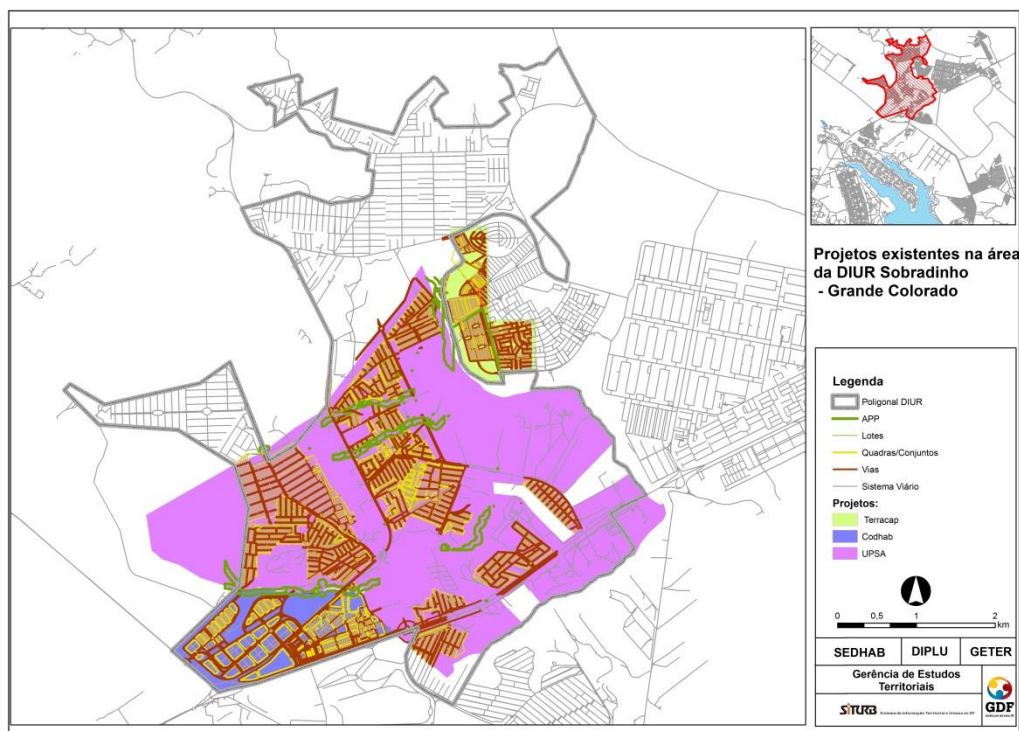 Projetos existentes na área
da DIUR Sobradinho
- Grande Colorado
Legenda
Poligonal DIUR
APP
Lotes
Quadras/Conjuntos
Vias
Sistema Viário
Projetos:
Terracap
Codhab
UPSA
0 0,5 1 2
km
SEDHAB DIPLU GETER
Gerência de Estudos
Territoriais
SITURB
GDF